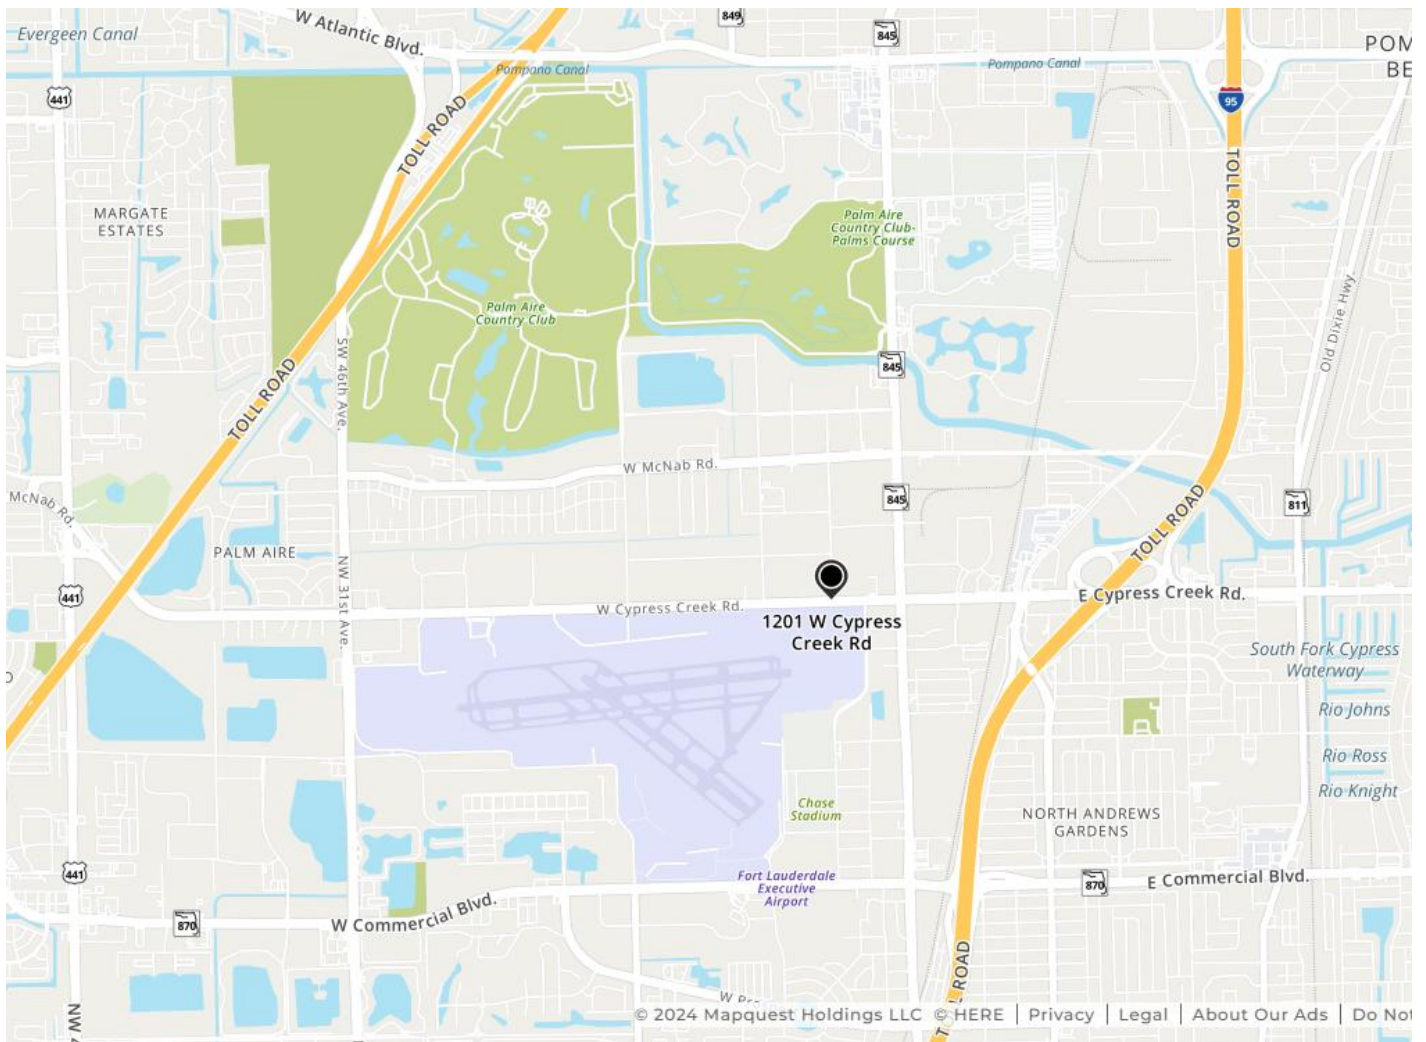 W Atlantic Blvd.
849
845
Evergeen Canal
POM
BE
Pompano Canal
Pompano Canal
441
95
TOLL ROAD
TOLL ROAD
MARGATE
ESTATES
Palm Aire
Country Club-
Palms Course
Palm Aire
Country Club
Old Dixie Hwy
SW 46th Ave.
845
TOLL ROAD
W McNab Rd.
McNab Rd.
845
811
TOLL ROAD
PALM AIRE
NW 31st Ave.
441
W Cypress Creek Rd.
E Cypress Creek Rd.
1201 W Cypress
Creek Rd
South Fork Cypress
Waterway
Rio Johns
Rio Ross
Rio Knight
Chase
Stadium
NORTH ANDREWS
GARDENS
441
Fort Lauderdale
Executive
Airport
870
E Commercial Blvd.
870
W Commercial Blvd.
ROAD
W Pr
NW
© 2024 Mapquest Holdings LLC © HERE | Privacy | Legal | About Our Ads | Do Not